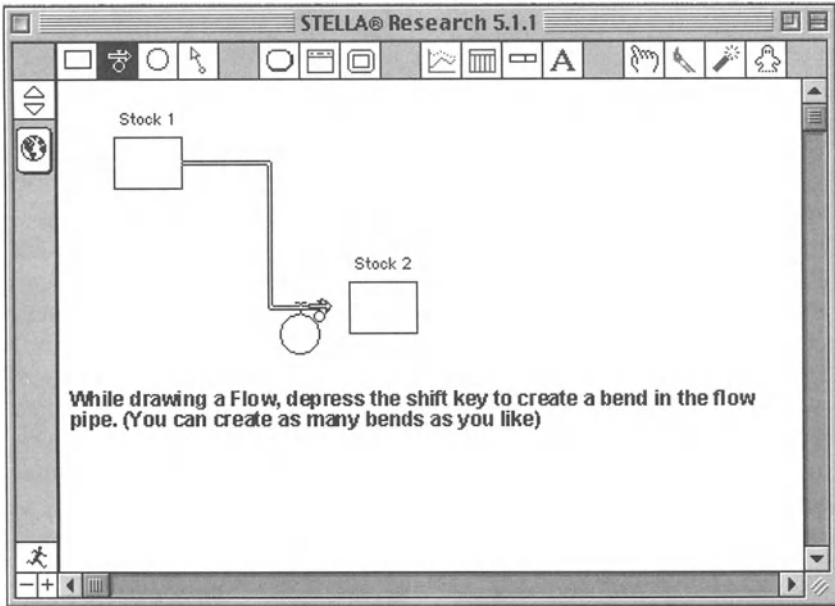 STELLA® Research 5.1.1
A
Stock 1
Stock 2
While drawing a Flow, depress the shift key to create a bend in the flow
pipe. (You can create as many bends as you like)